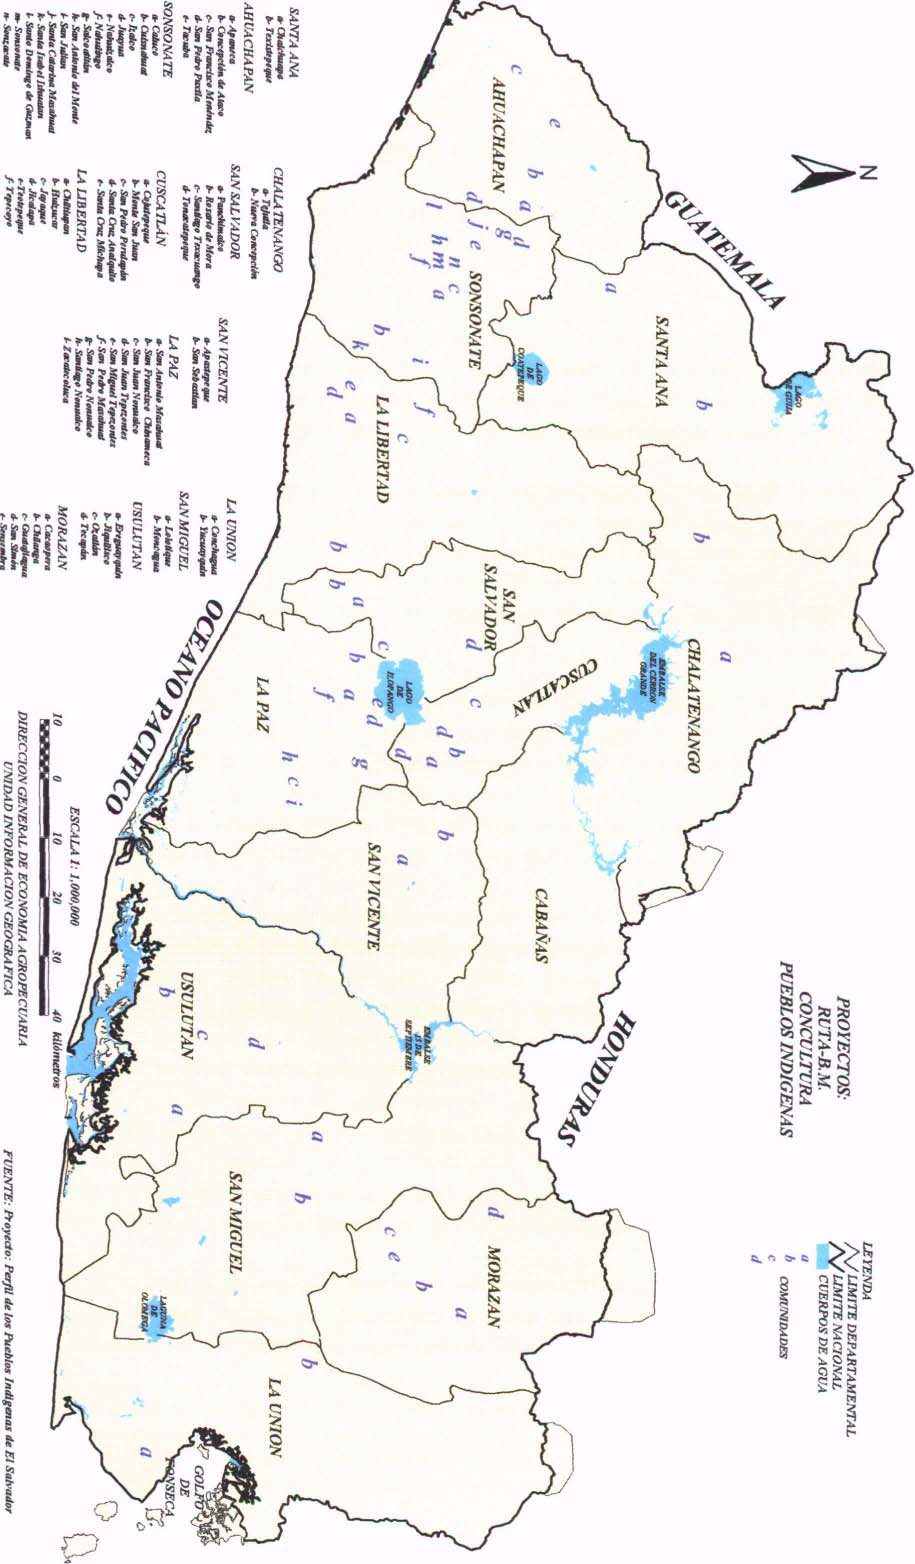 PROYECTOS:
RUTA-B.M.
CONCULTURA
PUEBLOS INDIGENAS
LEYENDA
LIMITE DEPARTAMENTAL
LIMITE NACIONAL
CUERPOS DE AGUA
a
b
c
d
COMUNIDADES
N
GUATEMALA
HONDURAS
OCEANO PACIFICO
GOLFO
DE
FONSECA
AHUACHAPAN
c
e
b
a
d
SONSONATE
d
g
e
j
l
h
m
n
c
f
a
b
k
i
SANTA ANA
a
b
LAGO
DE GUIJA
LAGO
DE
COATEPEQUE
LA LIBERTAD
f
c
e
a
d
b
CHALATENANGO
b
a
EMBALSE
DEL CERRON
GRANDE
SAN
SALVADOR
d
a
b
c
LAGO
DE
ILOPANGO
CUSCATLAN
c
d
b
a
d
LA PAZ
b
a
e
d
f
g
h
c
i
CABAÑAS
SAN VICENTE
b
a
EMBALSE
15 DE
SEPTIEMBRE
USULUTAN
b
c
d
a
SAN MIGUEL
a
b
LAGUNA
DE
OLOMEGA
MORAZAN
d
c
e
b
a
LA UNION
b
a
SANTA ANA
a- Chalchuapa
b- Texistepeque
AHUACHAPAN
a- Apaneca
b- Concepción de Ataco
c- San Francisco Menéndez
d- San Pedro Puxtla
e- Tacuba
SONSONATE
a- Caluco
b- Cuisnahuat
c- Izalco
d- Juayua
e- Nahuizalco
f- Nahulingo
g- Salcoatitán
h- San Antonio del Monte
i- San Julian
j- Santa Catarina Masahuat
k- Santa Isabel Ishuatan
l- Santo Domingo de Guzman
m- Sonsonate
n- Sonzacate
CHALATENANGO
a- Tejutla
b- Nueva Concepción
SAN SALVADOR
a- Panchimalco
b- Rosario de Mora
c- Santiago Texacuango
d- Tonacatepeque
CUSCATLÁN
a- Cojutepeque
b- Monte San Juan
c- San Pedro Perulapán
d- Santa Cruz Analquito
e- Santa Cruz Michapa
LA LIBERTAD
a- Chiltiupan
b- Huizucar
c- Jayaque
d- Jicalapa
e- Teotepeque
f- Tepecoyo
SAN VICENTE
a- Apastepeque
b- San Sebastian
LA PAZ
a- San Antonio Masahuat
b- San Francisco Chinameca
c- San Juan Nonualco
d- San Juan Tepezontes
e- San Miguel Tepezontes
f- San Pedro Masahuat
g- San Pedro Nonualco
h- Santiago Nonualco
i- Zacatecoluca
LA UNION
a- Conchagua
b- Yucuayquin
SAN MIGUEL
a- Lolotique
b- Moncagua
USULUTAN
a- Ereguayquin
b- Jiquilisco
c- Ozatlán
d- Tecapán
MORAZAN
a- Cacaopera
b- Chilanga
c- Guatajiagua
d- San Simón
e- Sensembra
ESCALA 1: 1,000,000
10 0 10 20 30 40 kilómetros
DIRECCION GENERAL DE ECONOMIA AGROPECUARIA
UNIDAD INFORMACION GEOGRAFICA
FUENTE: Proyecto: Perfil de los Pueblos Indigenas de El Salvador